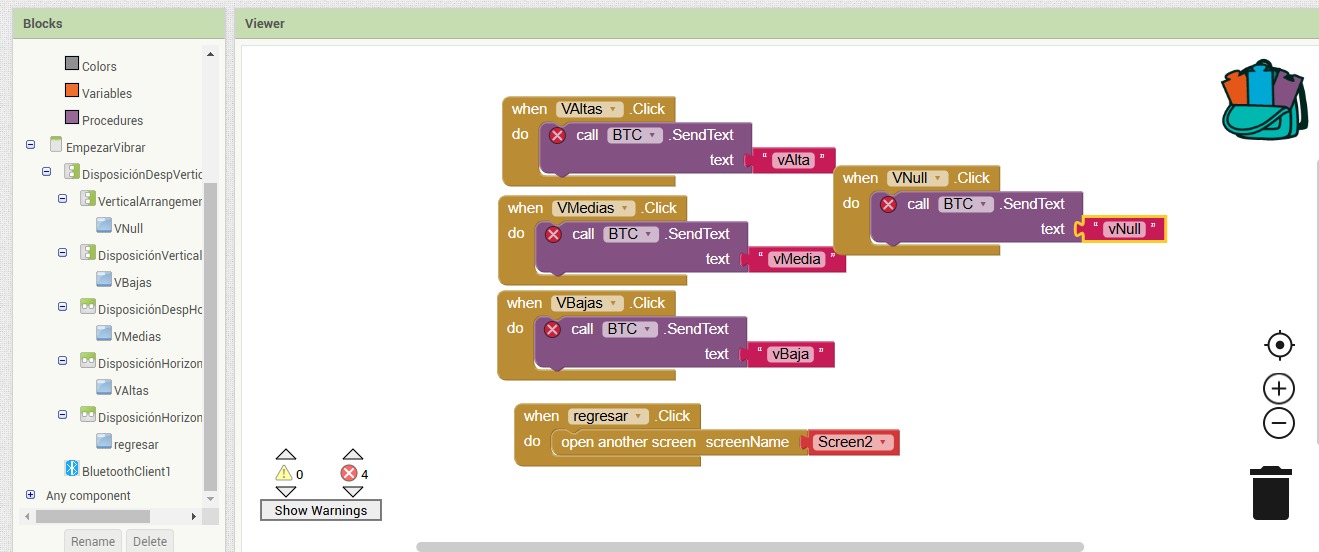 Blocks
Viewer
Colors
Variables
Procedures
EmpezarVibrar
DisposiciónDespVertic
VerticalArrangemer
VNull
DisposiciónVertical
VBajas
DisposiciónDespHo
VMedias
DisposiciónHorizon
VAltas
DisposiciónHorizon
regresar
BluetoothClient1
Any component
Rename Delete
when VAltas .Click
do call BTC .SendText
text “ vAlta ”
when VMedias .Click
do call BTC .SendText
text “ vMedia ”
when VBajas .Click
do call BTC .SendText
text “ vBaja ”
when VNull .Click
do call BTC .SendText
text “ vNull ”
when regresar .Click
do open another screen screenName Screen2
0 4
Show Warnings